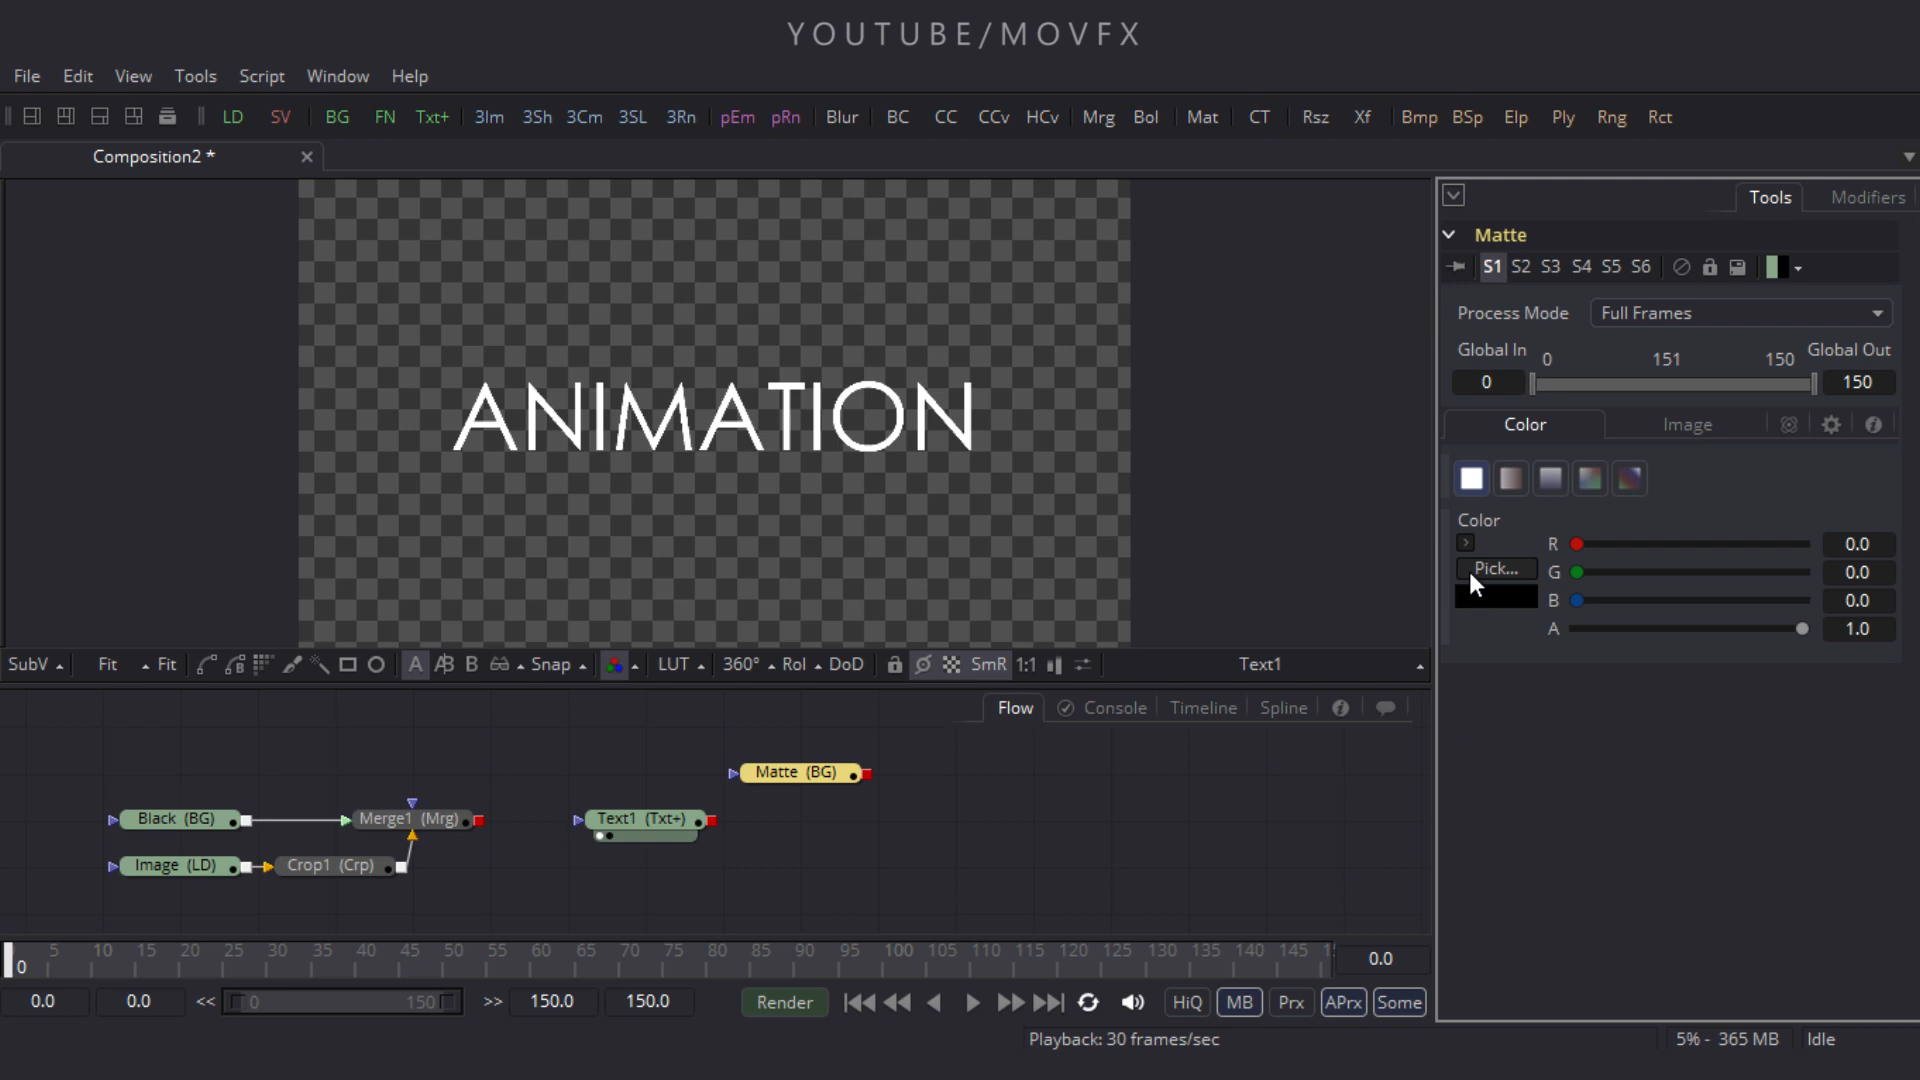 YOUTUBE/MOVFX
File Edit View Tools Script Window Help
LD SV BG FN Txt+ 3Im 3Sh 3Cm 3SL 3Rn pEm pRn Blur BC CC CCv HCv Mrg Bol Mat CT Rsz Xf Bmp BSp Elp Ply Rng Rct
Composition2 *
Tools Modifiers
Matte
S1 S2 S3 S4 S5 S6
Process Mode Full Frames
Global In 0 151 150 Global Out
0 150
Color Image
ANIMATION
Color
R 0.0
Pick... G 0.0
B 0.0
A 1.0
SubV Fit Fit A AB B Snap LUT 360° RoI DoD SmR 1:1 Text1
Flow Console Timeline Spline
Matte (BG)
Black (BG) Merge1 (Mrg) Text1 (Txt+)
Image (LD) Crop1 (Crp)
0 5 10 15 20 25 30 35 40 45 50 55 60 65 70 75 80 85 90 95 100 105 110 115 120 125 130 135 140 145 0.0
0.0 0.0 << 0 150 >> 150.0 150.0 Render HiQ MB Prx APrx Some
Playback: 30 frames/sec 5% - 365 MB Idle